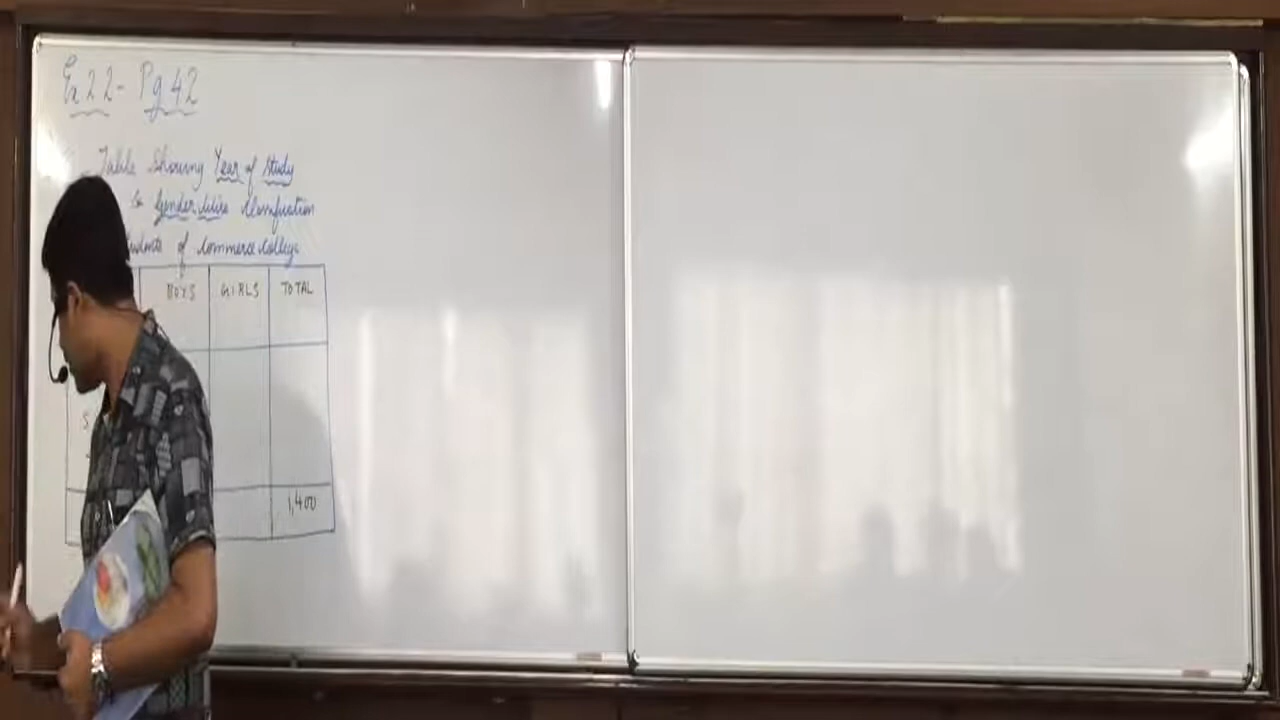 Ex 22 - Pg 42
Table Showing Year of Study
& Gender Wise Classification
of Commerce College
BOYS GIRLS TOTAL
S
1,400